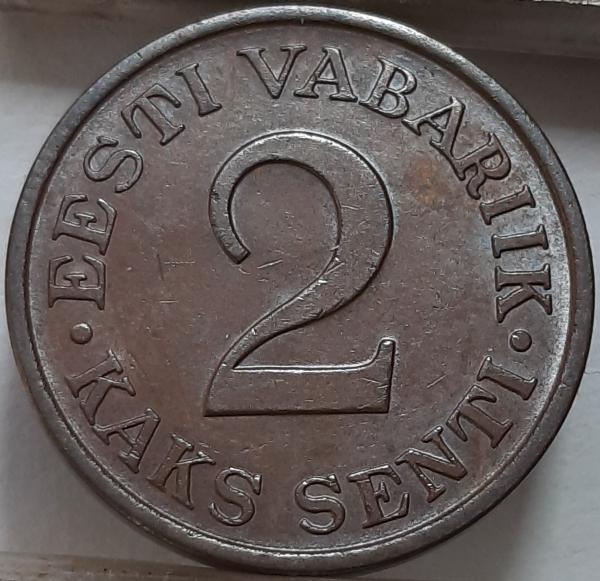 EESTI VABARIIK
2
· KAKS SENTI ·